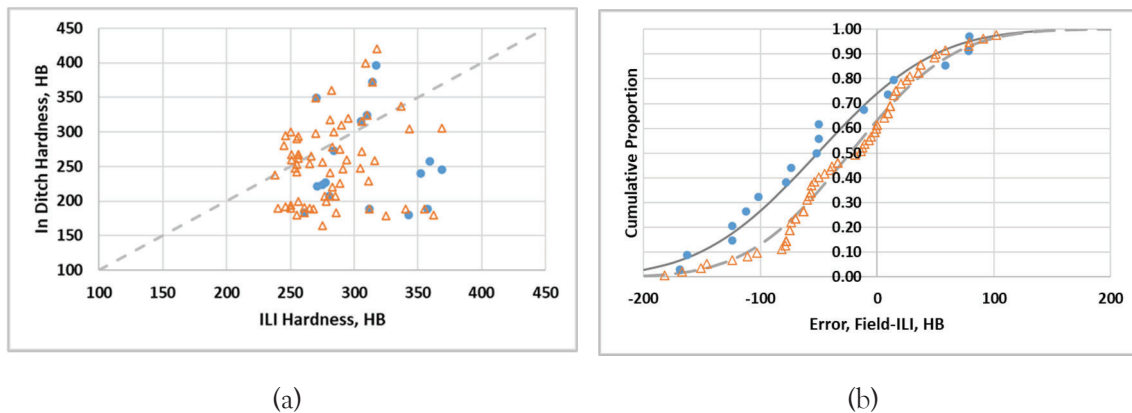 450
400
350
300
250
200
150
100
In Ditch Hardness, HB
100 150 200 250 300 350 400 450
ILI Hardness, HB
(a)
1.00
0.90
0.80
0.70
0.60
0.50
0.40
0.30
0.20
0.10
0.00
Cumulative Proportion
-200 -100 0 100 200
Error, Field-ILI, HB
(b)